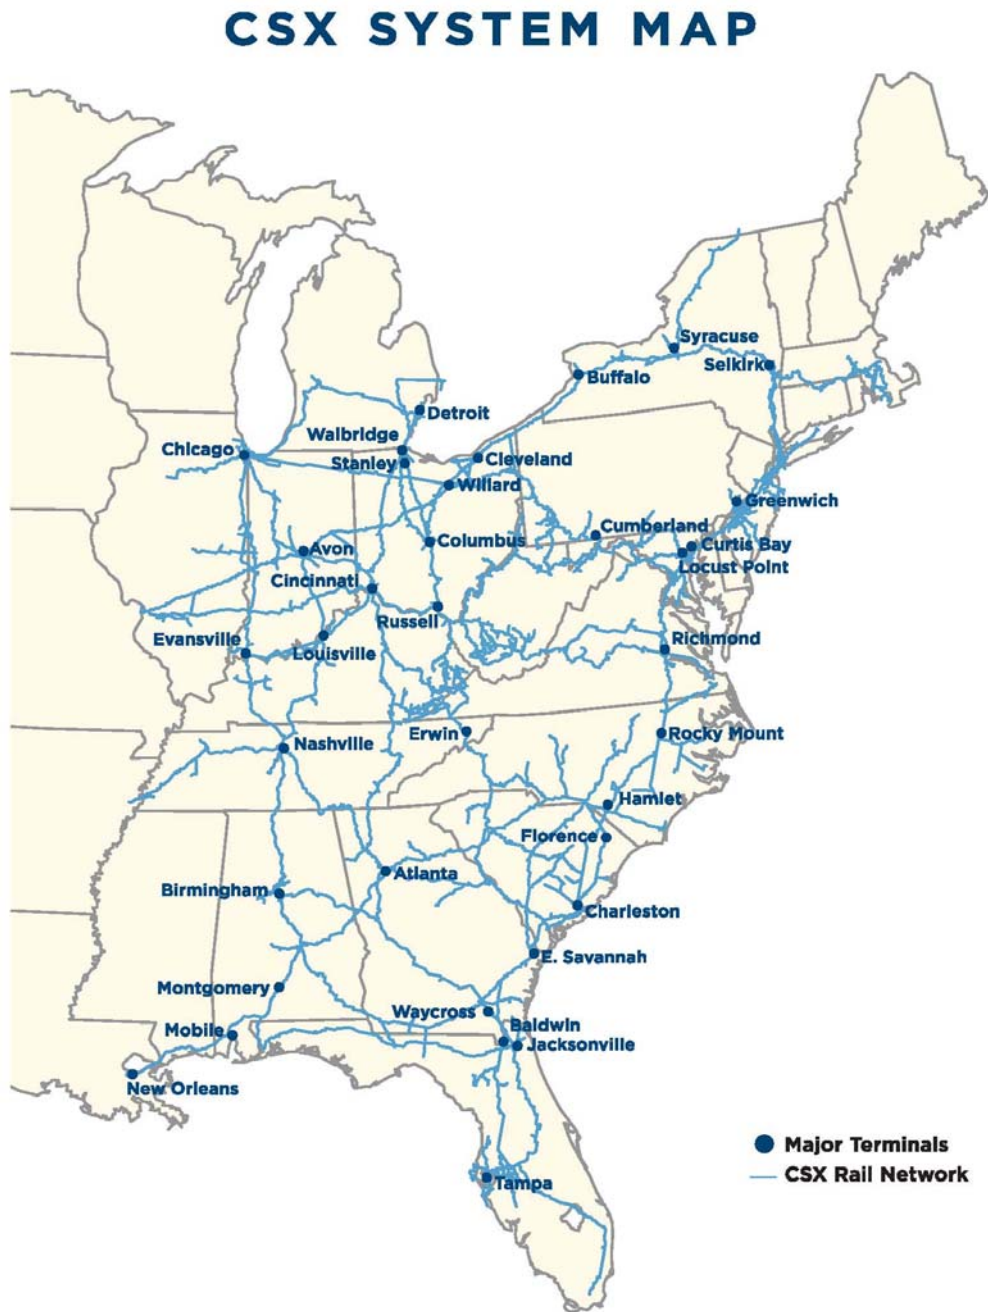 CSX SYSTEM MAP
Syracuse
Selkirk
Buffalo
Detroit
Walbridge
Chicago
Stanley
Cleveland
Willard
Greenwich
Cumberland
Columbus
Curtis Bay
Avon
Locust Point
Cincinnati
Russell
Richmond
Evansville
Louisville
Erwin
Rocky Mount
Nashville
Hamlet
Florence
Atlanta
Birmingham
Charleston
E. Savannah
Montgomery
Waycross
Baldwin
Mobile
Jacksonville
New Orleans
Major Terminals
CSX Rail Network
Tampa